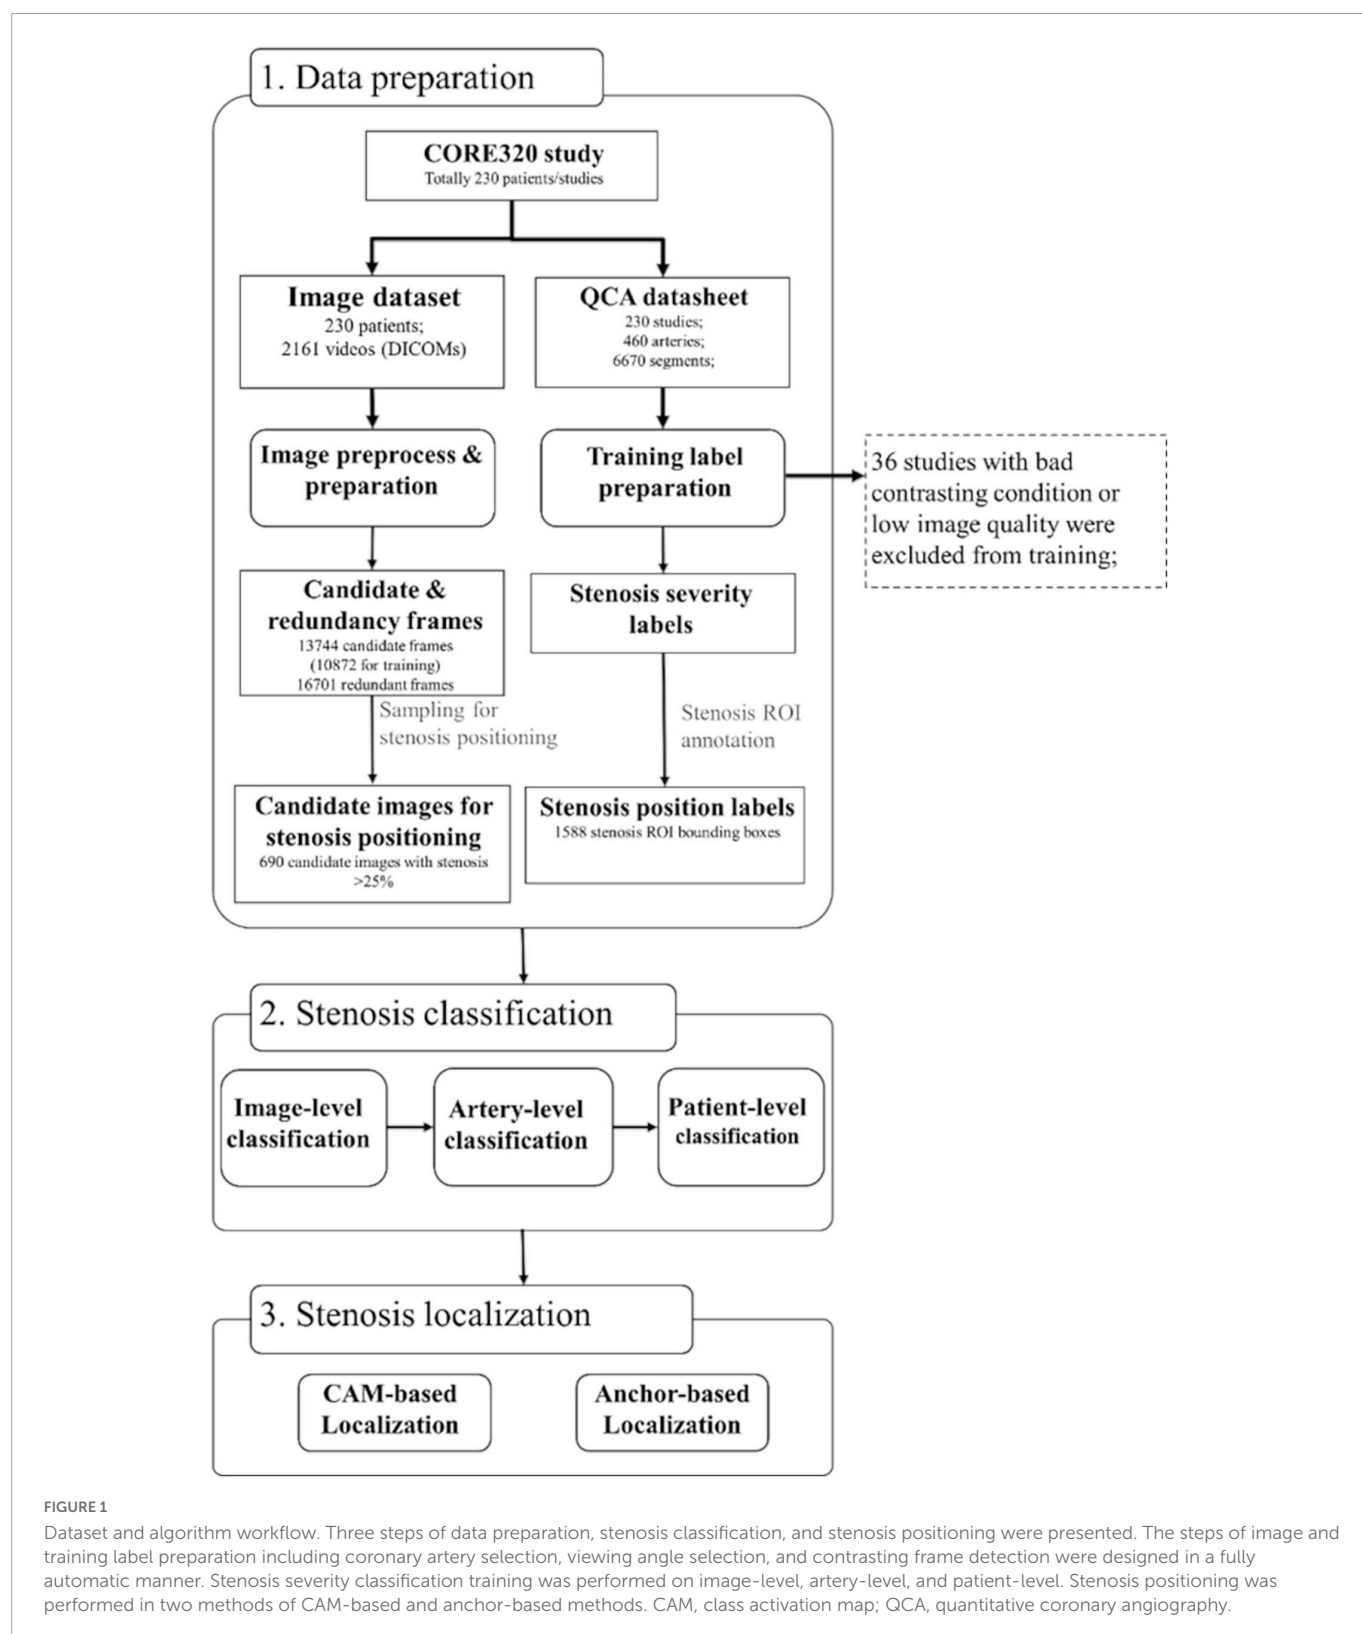 1. Data preparation
CORE320 study
Totally 230 patients/studies
Image dataset
230 patients;
2161 videos (DICOMs)
QCA datasheet
230 studies;
460 arteries;
6670 segments;
Image preprocess &
preparation
Training label
preparation
36 studies with bad
contrasting condition or
low image quality were
excluded from training;
Candidate &
redundancy frames
13744 candidate frames
(10872 for training)
16701 redundant frames
Stenosis severity
labels
Sampling for
stenosis positioning
Stenosis ROI
annotation
Candidate images for
stenosis positioning
690 candidate images with stenosis
>25%
Stenosis position labels
1588 stenosis ROI bounding boxes
2. Stenosis classification
Image-level
classification
Artery-level
classification
Patient-level
classification
3. Stenosis localization
CAM-based
Localization
Anchor-based
Localization
FIGURE 1
Dataset and algorithm workflow. Three steps of data preparation, stenosis classification, and stenosis positioning were presented. The steps of image and
training label preparation including coronary artery selection, viewing angle selection, and contrasting frame detection were designed in a fully
automatic manner. Stenosis severity classification training was performed on image-level, artery-level, and patient-level. Stenosis positioning was
performed in two methods of CAM-based and anchor-based methods. CAM, class activation map; QCA, quantitative coronary angiography.